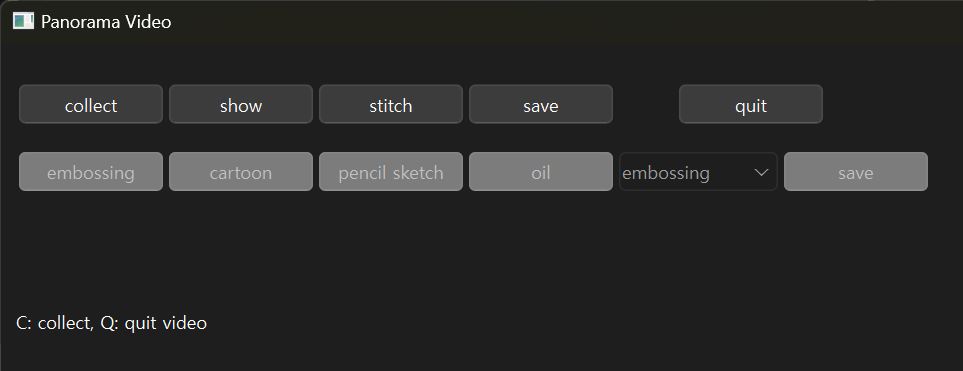 Panorama Video
collect show stitch save quit
embossing cartoon pencil sketch oil embossing save
C: collect, Q: quit video